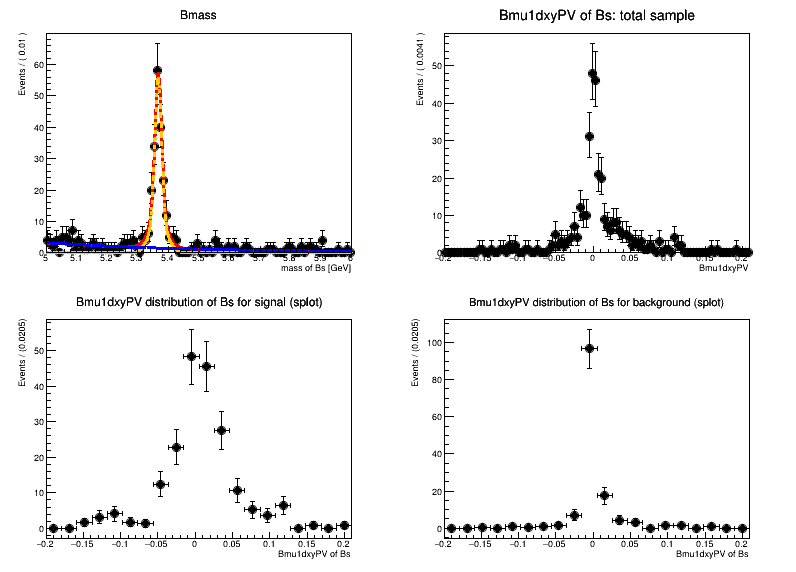 Bmass
Events / ( 0.01 )
60
50
40
30
20
10
0
5 5.1 5.2 5.3 5.4 5.5 5.6 5.7 5.8 5.9 6
mass of Bs [GeV]
Bmu1dxyPV of Bs: total sample
Events / ( 0.0041 )
50
40
30
20
10
0
−0.2 −0.15 −0.1 −0.05 0 0.05 0.1 0.15 0.2
Bmu1dxyPV
Bmu1dxyPV distribution of Bs for signal (splot)
Events / (0.0205)
50
40
30
20
10
0
−0.2 −0.15 −0.1 −0.05 0 0.05 0.1 0.15 0.2
Bmu1dxyPV of Bs
Bmu1dxyPV distribution of Bs for background (splot)
Events / (0.0205)
100
80
60
40
20
0
−0.2 −0.15 −0.1 −0.05 0 0.05 0.1 0.15 0.2
Bmu1dxyPV of Bs